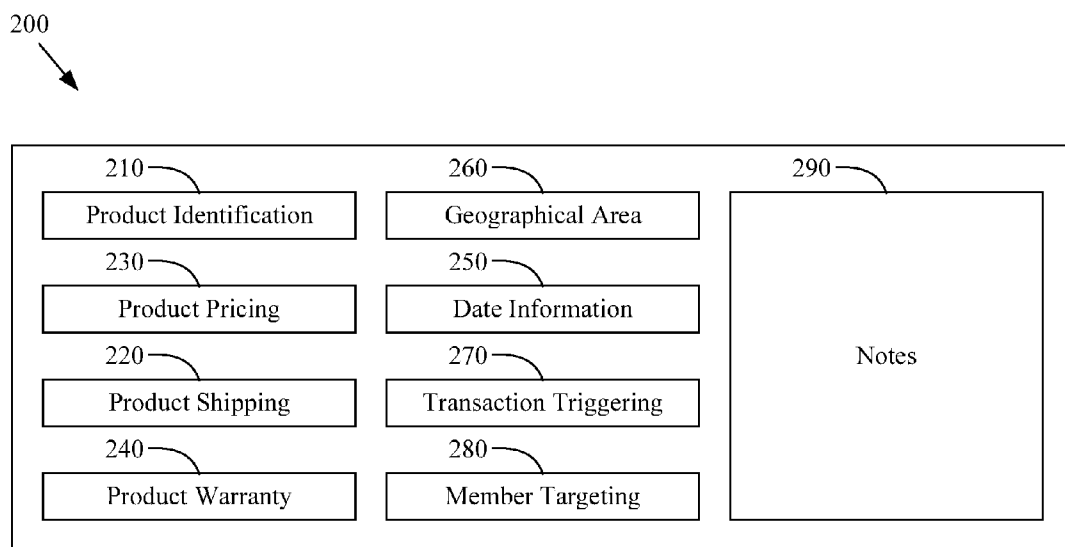 200
210
260
290
Product Identification
Geographical Area
230
250
Product Pricing
Date Information
Notes
220
270
Product Shipping
Transaction Triggering
240
280
Product Warranty
Member Targeting